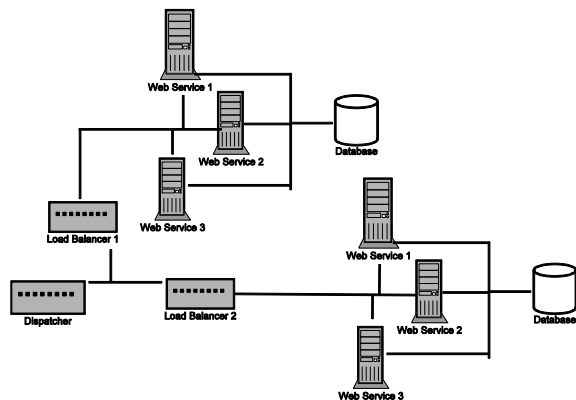 Web Service 1
Web Service 2
Database
Web Service 3
Load Balancer 1
Web Service 1
Dispatcher
Load Balancer 2
Web Service 2
Database
Web Service 3